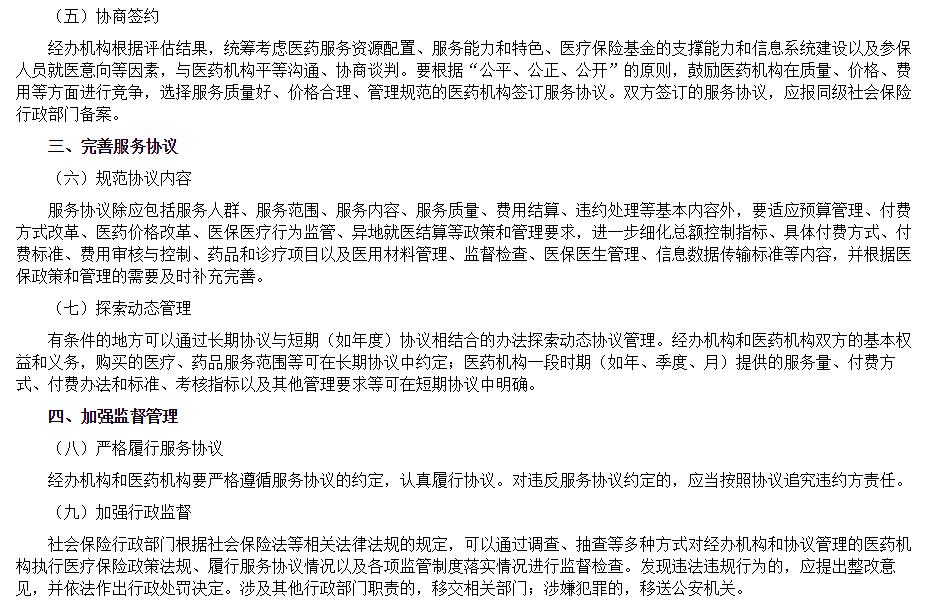 （五）协商签约
经办机构根据评估结果，统筹考虑医药服务资源配置、服务能力和特色、医疗保险基金的支撑能力和信息系统建设以及参保
人员就医意向等因素，与医药机构平等沟通、协商谈判。要根据“公平、公正、公开”的原则，鼓励医药机构在质量、价格、费
用等方面进行竞争，选择服务质量好、价格合理、管理规范的医药机构签订服务协议。双方签订的服务协议，应报同级社会保险
行政部门备案。
三、完善服务协议
（六）规范协议内容
服务协议除应包括服务人群、服务范围、服务内容、服务质量、费用结算、违约处理等基本内容外，要适应预算管理、付费
方式改革、医药价格改革、医保医疗行为监管、异地就医结算等政策和管理要求，进一步细化总额控制指标、具体付费方式、付
费标准、费用审核与控制、药品和诊疗项目以及医用材料管理、监督检查、医保医生管理、信息数据传输标准等内容，并根据医
保政策和管理的需要及时补充完善。
（七）探索动态管理
有条件的地方可以通过长期协议与短期（如年度）协议相结合的办法探索动态协议管理。经办机构和医药机构双方的基本权
益和义务，购买的医疗、药品服务范围等可在长期协议中约定；医药机构一段时期（如年、季度、月）提供的服务量、付费方
式、付费办法和标准、考核指标以及其他管理要求等可在短期协议中明确。
四、加强监督管理
（八）严格履行服务协议
经办机构和医药机构要严格遵循服务协议的约定，认真履行协议。对违反服务协议约定的，应当按照协议追究违约方责任。
（九）加强行政监督
社会保险行政部门根据社会保险法等相关法律法规的规定，可以通过调查、抽查等多种方式对经办机构和协议管理的医药机
构执行医疗保险政策法规、履行服务协议情况以及各项监管制度落实情况进行监督检查。发现违法违规行为的，应提出整改意
见，并依法作出行政处罚决定。涉及其他行政部门职责的，移交相关部门；涉嫌犯罪的，移送公安机关。